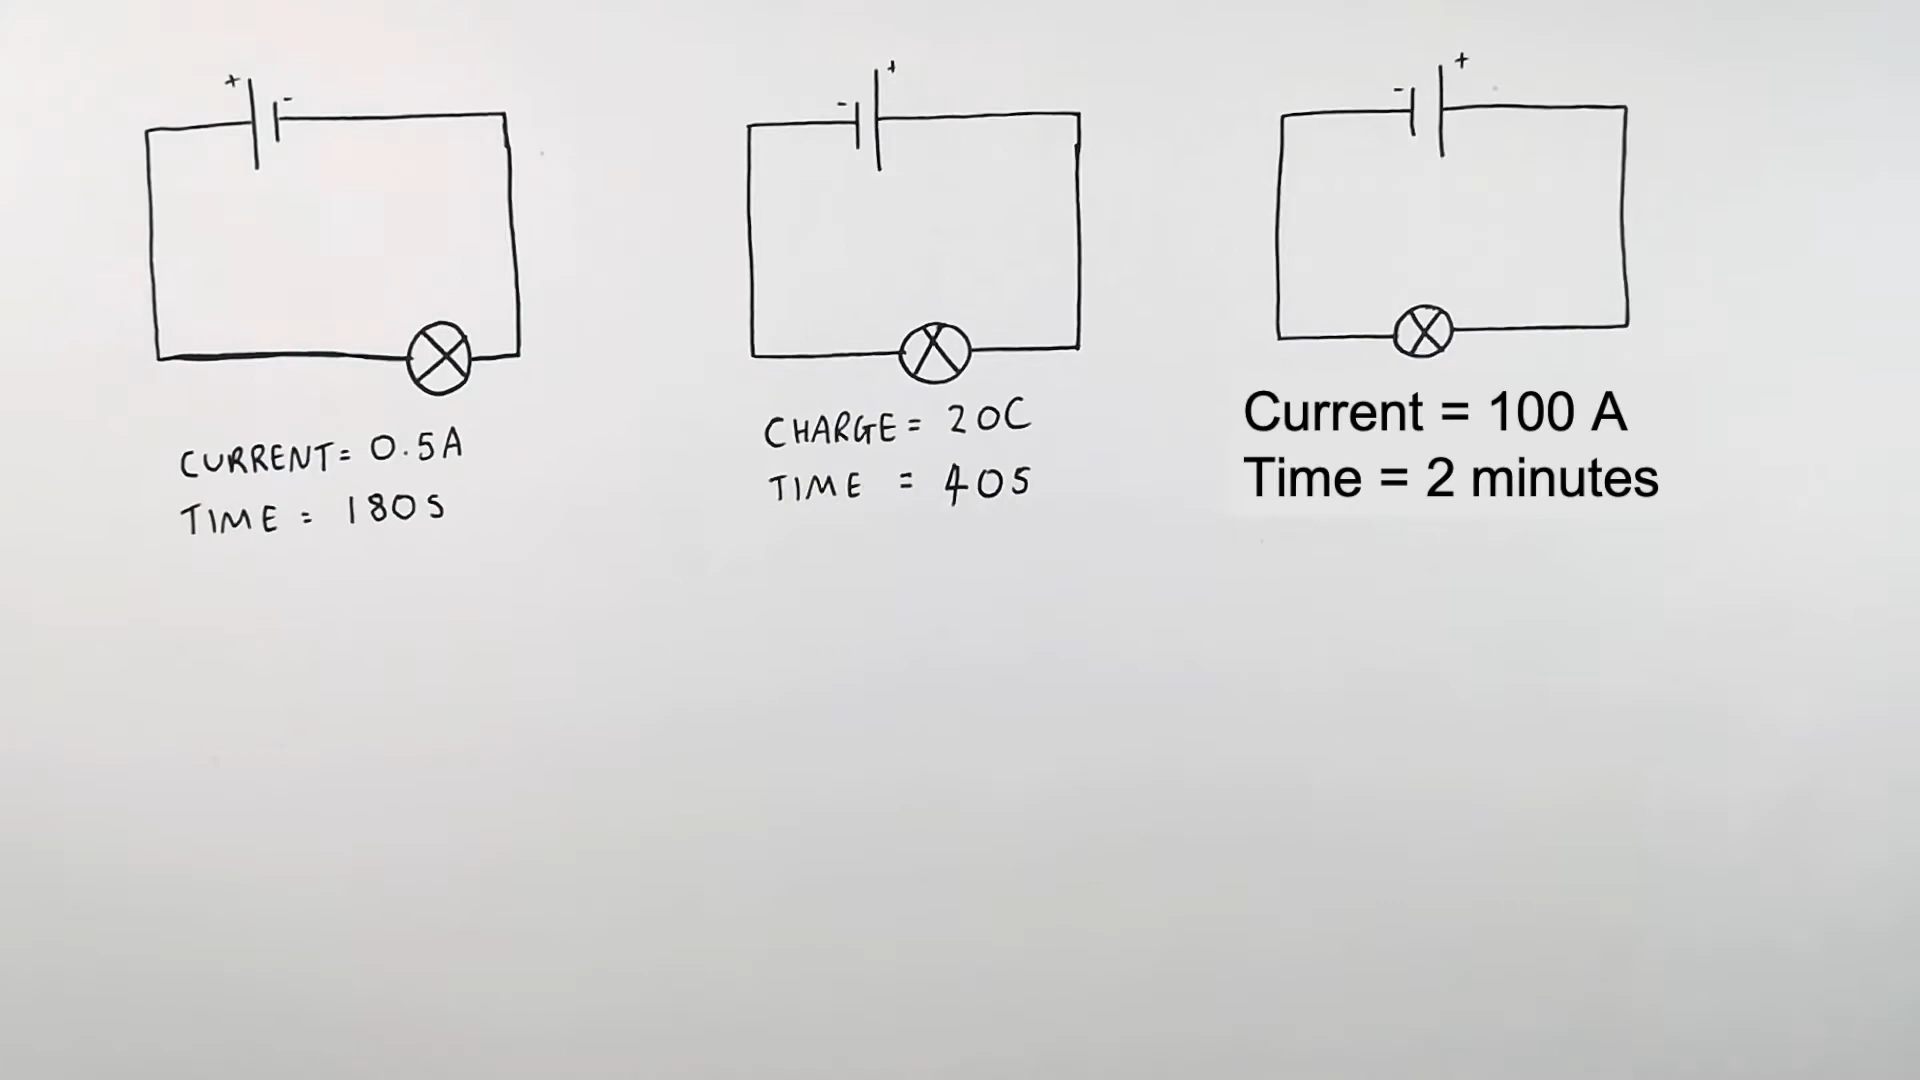 + -
- +
- +
CURRENT= 0.5A
TIME = 180S
CHARGE= 20C
TIME = 40S
Current = 100 A
Time = 2 minutes